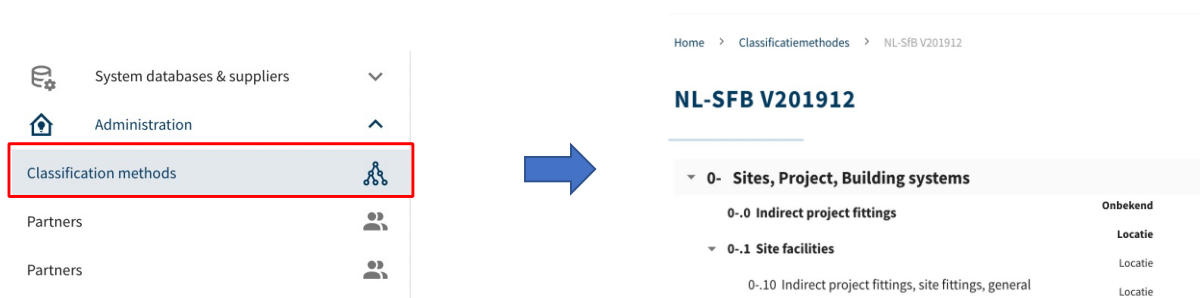 System databases & suppliers
Administration
Classification methods
Partners
Partners
Home > Classificatiemethodes > NL-SfB V201912
NL-SFB V201912
0- Sites, Project, Building systems
0-.0 Indirect project fittings Onbekend
Locatie
0-.1 Site facilities
Locatie
0-.10 Indirect project fittings, site fittings, general
Locatie